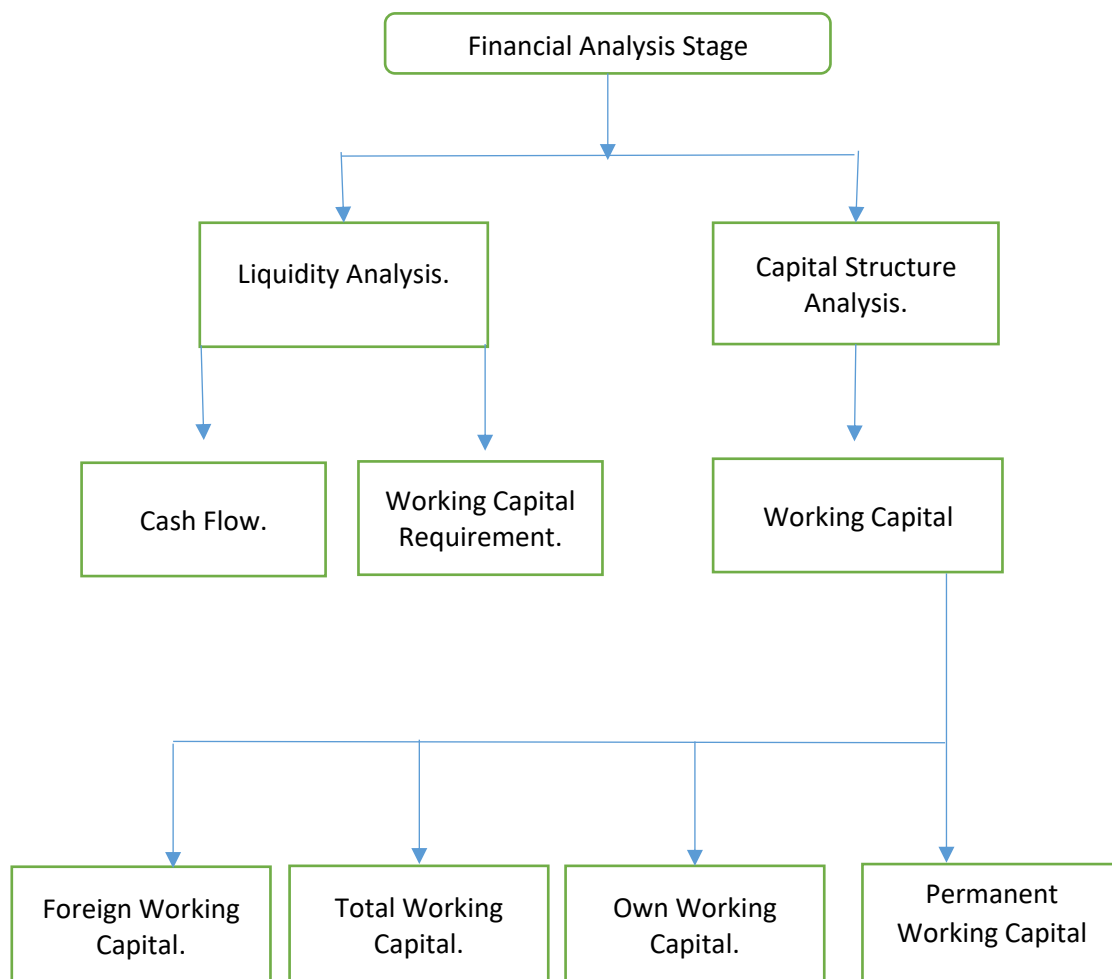 Financial Analysis Stage
Liquidity Analysis.
Capital Structure
Analysis.
Cash Flow.
Working Capital
Requirement.
Working Capital
Foreign Working
Capital.
Total Working
Capital.
Own Working
Capital.
Permanent
Working Capital